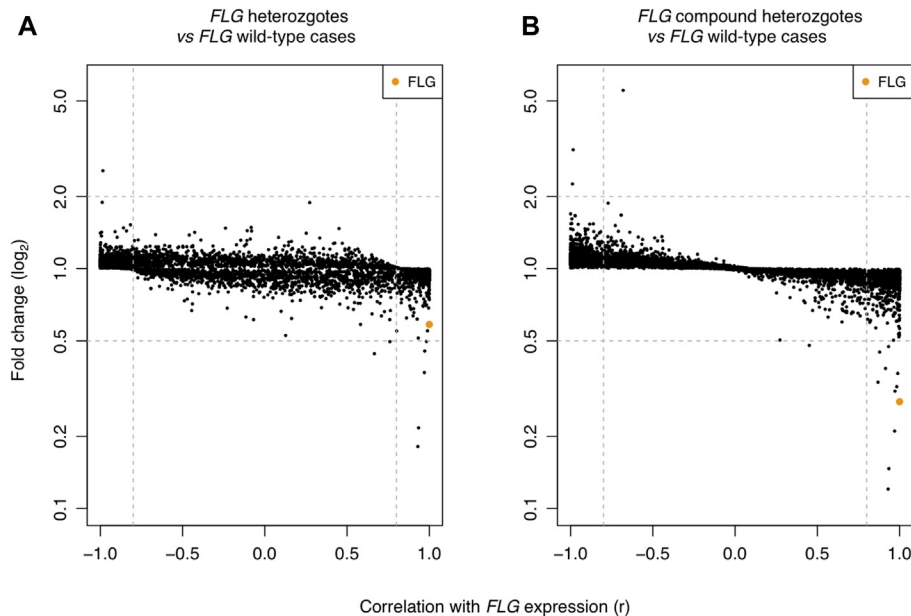 A
FLG heterozgotes
vs FLG wild-type cases
B
FLG compound heterozgotes
vs FLG wild-type cases
FLG
FLG
Fold change (log2)
5.0
2.0
1.0
0.5
0.2
0.1
−1.0 −0.5 0.0 0.5 1.0
5.0
2.0
1.0
0.5
0.2
0.1
−1.0 −0.5 0.0 0.5 1.0
Correlation with FLG expression (r)